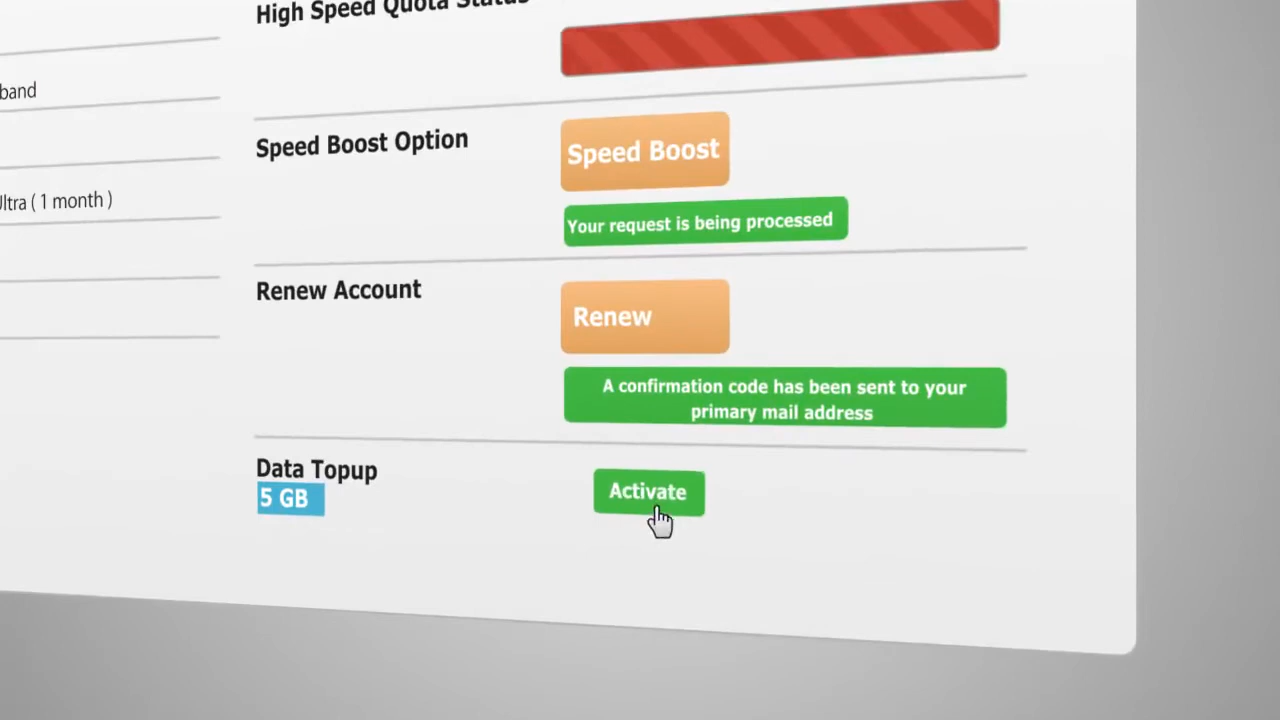 High Speed Quota Status
band
Speed Boost Option
Speed Boost
Ultra ( 1 month )
Your request is being processed
Renew Account
Renew
A confirmation code has been sent to your
primary mail address
Data Topup
5 GB
Activate